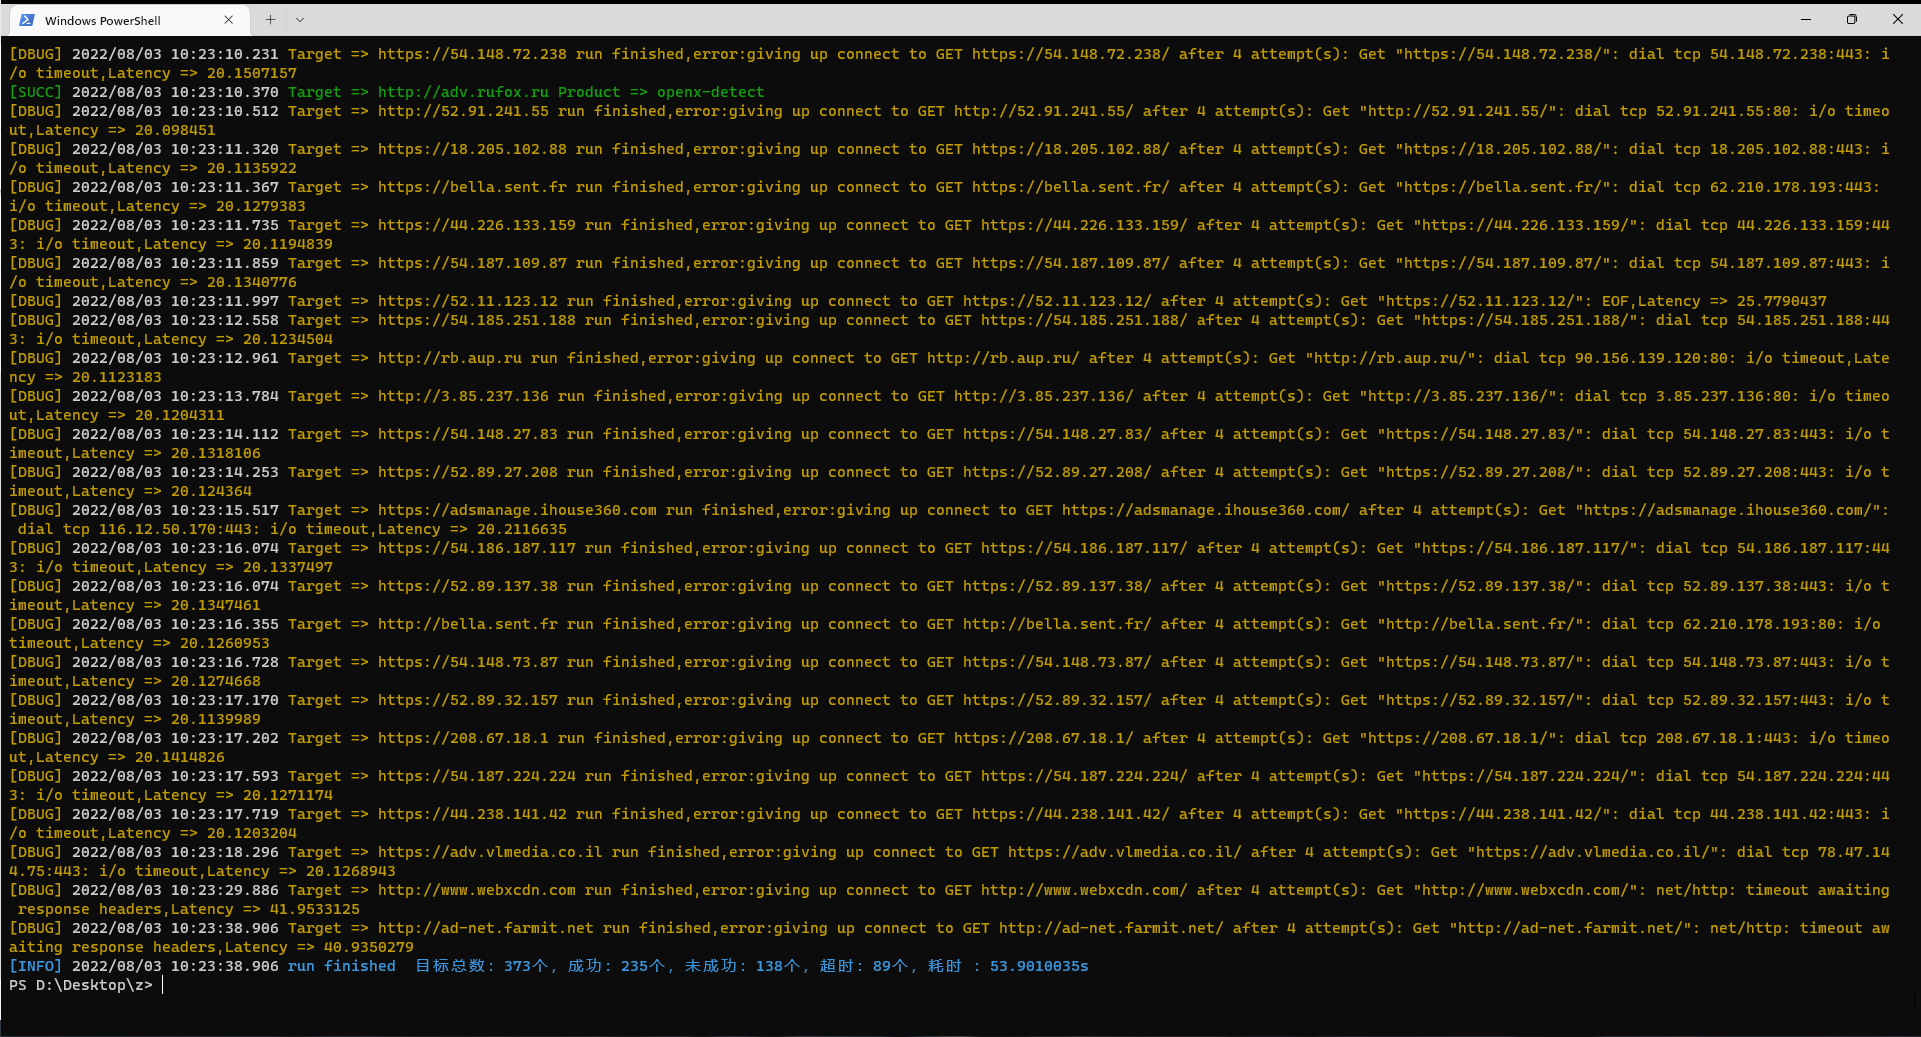 Windows PowerShell
[DBUG] 2022/08/03 10:23:10.231 Target => https://54.148.72.238 run finished,error:giving up connect to GET https://54.148.72.238/ after 4 attempt(s): Get "https://54.148.72.238/": dial tcp 54.148.72.238:443: i
/o timeout,Latency => 20.1507157
[SUCC] 2022/08/03 10:23:10.370 Target => http://adv.rufox.ru Product => openx-detect
[DBUG] 2022/08/03 10:23:10.512 Target => http://52.91.241.55 run finished,error:giving up connect to GET http://52.91.241.55/ after 4 attempt(s): Get "http://52.91.241.55/": dial tcp 52.91.241.55:80: i/o timeo
ut,Latency => 20.098451
[DBUG] 2022/08/03 10:23:11.320 Target => https://18.205.102.88 run finished,error:giving up connect to GET https://18.205.102.88/ after 4 attempt(s): Get "https://18.205.102.88/": dial tcp 18.205.102.88:443: i
/o timeout,Latency => 20.1135922
[DBUG] 2022/08/03 10:23:11.367 Target => https://bella.sent.fr run finished,error:giving up connect to GET https://bella.sent.fr/ after 4 attempt(s): Get "https://bella.sent.fr/": dial tcp 62.210.178.193:443:
i/o timeout,Latency => 20.1279383
[DBUG] 2022/08/03 10:23:11.735 Target => https://44.226.133.159 run finished,error:giving up connect to GET https://44.226.133.159/ after 4 attempt(s): Get "https://44.226.133.159/": dial tcp 44.226.133.159:44
3: i/o timeout,Latency => 20.1194839
[DBUG] 2022/08/03 10:23:11.859 Target => https://54.187.109.87 run finished,error:giving up connect to GET https://54.187.109.87/ after 4 attempt(s): Get "https://54.187.109.87/": dial tcp 54.187.109.87:443: i
/o timeout,Latency => 20.1340776
[DBUG] 2022/08/03 10:23:11.997 Target => https://52.11.123.12 run finished,error:giving up connect to GET https://52.11.123.12/ after 4 attempt(s): Get "https://52.11.123.12/": EOF,Latency => 25.7790437
[DBUG] 2022/08/03 10:23:12.558 Target => https://54.185.251.188 run finished,error:giving up connect to GET https://54.185.251.188/ after 4 attempt(s): Get "https://54.185.251.188/": dial tcp 54.185.251.188:44
3: i/o timeout,Latency => 20.1234504
[DBUG] 2022/08/03 10:23:12.961 Target => http://rb.aup.ru run finished,error:giving up connect to GET http://rb.aup.ru/ after 4 attempt(s): Get "http://rb.aup.ru/": dial tcp 90.156.139.120:80: i/o timeout,Late
ncy => 20.1123183
[DBUG] 2022/08/03 10:23:13.784 Target => http://3.85.237.136 run finished,error:giving up connect to GET http://3.85.237.136/ after 4 attempt(s): Get "http://3.85.237.136/": dial tcp 3.85.237.136:80: i/o timeo
ut,Latency => 20.1204311
[DBUG] 2022/08/03 10:23:14.112 Target => https://54.148.27.83 run finished,error:giving up connect to GET https://54.148.27.83/ after 4 attempt(s): Get "https://54.148.27.83/": dial tcp 54.148.27.83:443: i/o t
imeout,Latency => 20.1318106
[DBUG] 2022/08/03 10:23:14.253 Target => https://52.89.27.208 run finished,error:giving up connect to GET https://52.89.27.208/ after 4 attempt(s): Get "https://52.89.27.208/": dial tcp 52.89.27.208:443: i/o t
imeout,Latency => 20.124364
[DBUG] 2022/08/03 10:23:15.517 Target => https://adsmanage.ihouse360.com run finished,error:giving up connect to GET https://adsmanage.ihouse360.com/ after 4 attempt(s): Get "https://adsmanage.ihouse360.com/":
dial tcp 116.12.50.170:443: i/o timeout,Latency => 20.2116635
[DBUG] 2022/08/03 10:23:16.074 Target => https://54.186.187.117 run finished,error:giving up connect to GET https://54.186.187.117/ after 4 attempt(s): Get "https://54.186.187.117/": dial tcp 54.186.187.117:44
3: i/o timeout,Latency => 20.1337497
[DBUG] 2022/08/03 10:23:16.074 Target => https://52.89.137.38 run finished,error:giving up connect to GET https://52.89.137.38/ after 4 attempt(s): Get "https://52.89.137.38/": dial tcp 52.89.137.38:443: i/o t
imeout,Latency => 20.1347461
[DBUG] 2022/08/03 10:23:16.355 Target => http://bella.sent.fr run finished,error:giving up connect to GET http://bella.sent.fr/ after 4 attempt(s): Get "http://bella.sent.fr/": dial tcp 62.210.178.193:80: i/o
timeout,Latency => 20.1260953
[DBUG] 2022/08/03 10:23:16.728 Target => https://54.148.73.87 run finished,error:giving up connect to GET https://54.148.73.87/ after 4 attempt(s): Get "https://54.148.73.87/": dial tcp 54.148.73.87:443: i/o t
imeout,Latency => 20.1274668
[DBUG] 2022/08/03 10:23:17.170 Target => https://52.89.32.157 run finished,error:giving up connect to GET https://52.89.32.157/ after 4 attempt(s): Get "https://52.89.32.157/": dial tcp 52.89.32.157:443: i/o t
imeout,Latency => 20.1139989
[DBUG] 2022/08/03 10:23:17.202 Target => https://208.67.18.1 run finished,error:giving up connect to GET https://208.67.18.1/ after 4 attempt(s): Get "https://208.67.18.1/": dial tcp 208.67.18.1:443: i/o timeo
ut,Latency => 20.1414826
[DBUG] 2022/08/03 10:23:17.593 Target => https://54.187.224.224 run finished,error:giving up connect to GET https://54.187.224.224/ after 4 attempt(s): Get "https://54.187.224.224/": dial tcp 54.187.224.224:44
3: i/o timeout,Latency => 20.1271174
[DBUG] 2022/08/03 10:23:17.719 Target => https://44.238.141.42 run finished,error:giving up connect to GET https://44.238.141.42/ after 4 attempt(s): Get "https://44.238.141.42/": dial tcp 44.238.141.42:443: i
/o timeout,Latency => 20.1203204
[DBUG] 2022/08/03 10:23:18.296 Target => https://adv.vlmedia.co.il run finished,error:giving up connect to GET https://adv.vlmedia.co.il/ after 4 attempt(s): Get "https://adv.vlmedia.co.il/": dial tcp 78.47.14
4.75:443: i/o timeout,Latency => 20.1268943
[DBUG] 2022/08/03 10:23:29.886 Target => http://www.webxcdn.com run finished,error:giving up connect to GET http://www.webxcdn.com/ after 4 attempt(s): Get "http://www.webxcdn.com/": net/http: timeout awaiting
response headers,Latency => 41.9533125
[DBUG] 2022/08/03 10:23:38.906 Target => http://ad-net.farmit.net run finished,error:giving up connect to GET http://ad-net.farmit.net/ after 4 attempt(s): Get "http://ad-net.farmit.net/": net/http: timeout aw
aiting response headers,Latency => 40.9350279
[INFO] 2022/08/03 10:23:38.906 run finished  目标总数: 373个, 成功: 235个, 未成功: 138个, 超时: 89个, 耗时 : 53.9010035s
PS D:\Desktop\z>